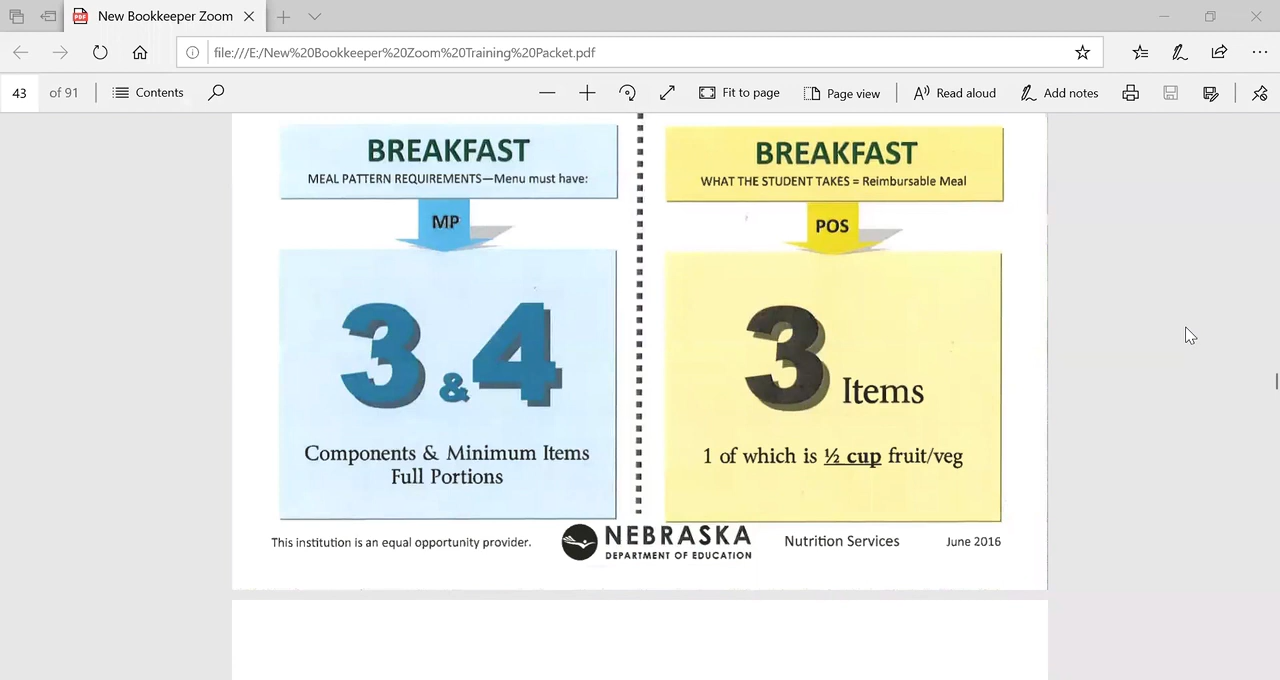 New Bookkeeper Zoom
file:///E:/New%20Bookkeeper%20Zoom%20Training%20Packet.pdf
43 of 91 Contents Fit to page Page view Read aloud Add notes
BREAKFAST
MEAL PATTERN REQUIREMENTS—Menu must have:
MP
3 & 4
Components & Minimum Items
Full Portions
BREAKFAST
WHAT THE STUDENT TAKES = Reimbursable Meal
POS
3 Items
1 of which is ½ cup fruit/veg
This institution is an equal opportunity provider.
NEBRASKA
DEPARTMENT OF EDUCATION
Nutrition Services
June 2016